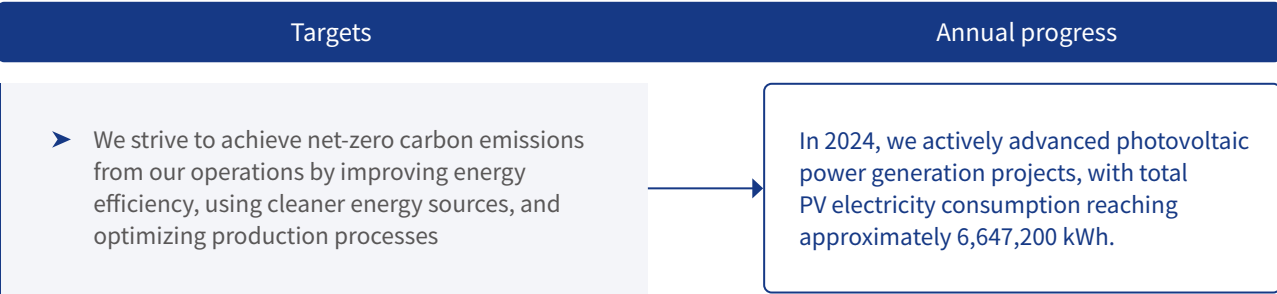 Targets
Annual progress
We strive to achieve net-zero carbon emissions
from our operations by improving energy
efficiency, using cleaner energy sources, and
optimizing production processes
In 2024, we actively advanced photovoltaic
power generation projects, with total
PV electricity consumption reaching
approximately 6,647,200 kWh.